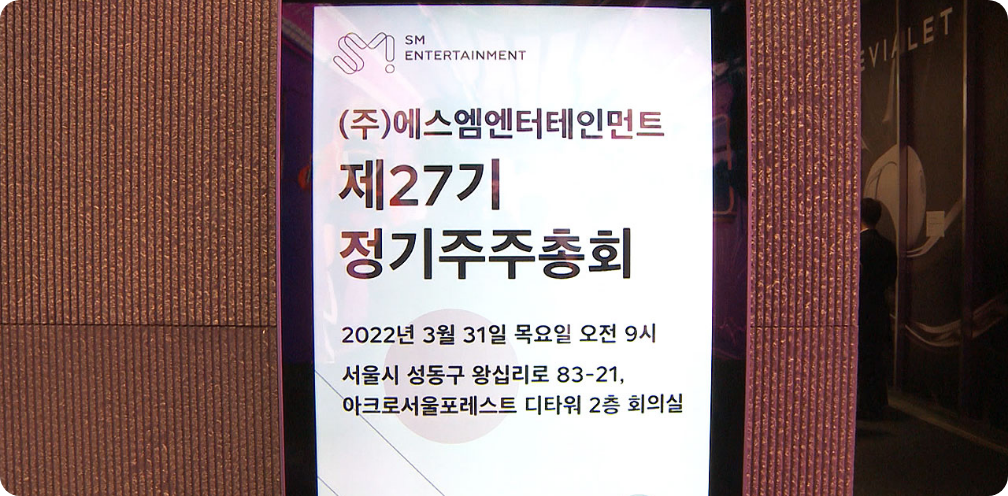 SM
ENTERTAINMENT
(주)에스엠엔터테인먼트
제27기
정기주주총회
2022년 3월 31일 목요일 오전 9시
서울시 성동구 왕십리로 83-21,
아크로서울포레스트 디타워 2층 회의실